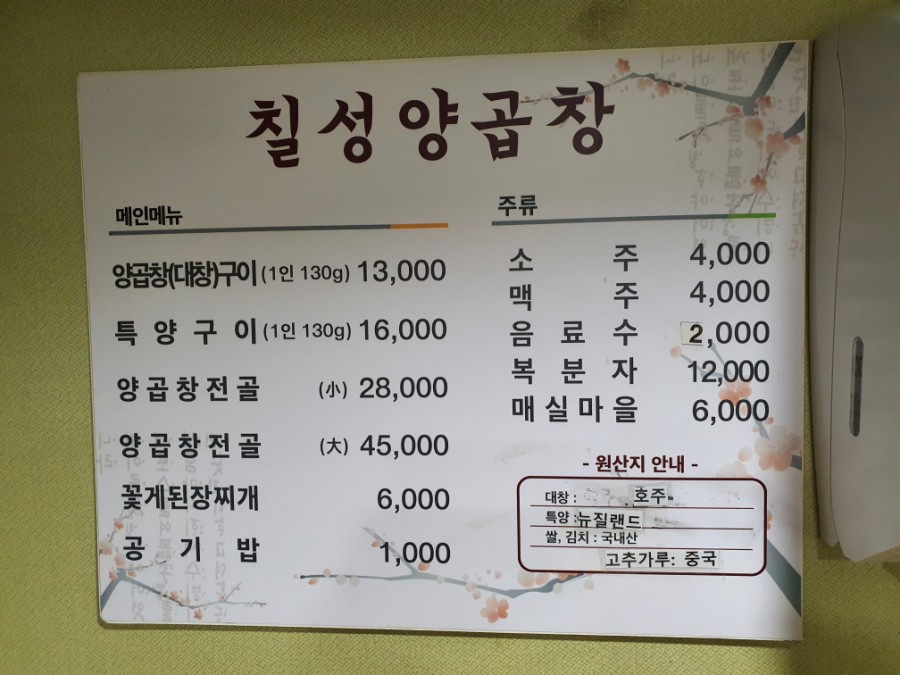 칠성양곱창
메인메뉴
양곱창(대창)구이 (1인 130g) 13,000
특양구이 (1인 130g) 16,000
양곱창전골 (小) 28,000
양곱창전골 (大) 45,000
꽃게된장찌개 6,000
공기밥 1,000
주류
소주 4,000
맥주 4,000
음료수 2,000
복분자 12,000
매실마을 6,000
- 원산지 안내 -
대창 : 호주
특양 : 뉴질랜드
쌀, 김치 : 국내산
고추가루: 중국